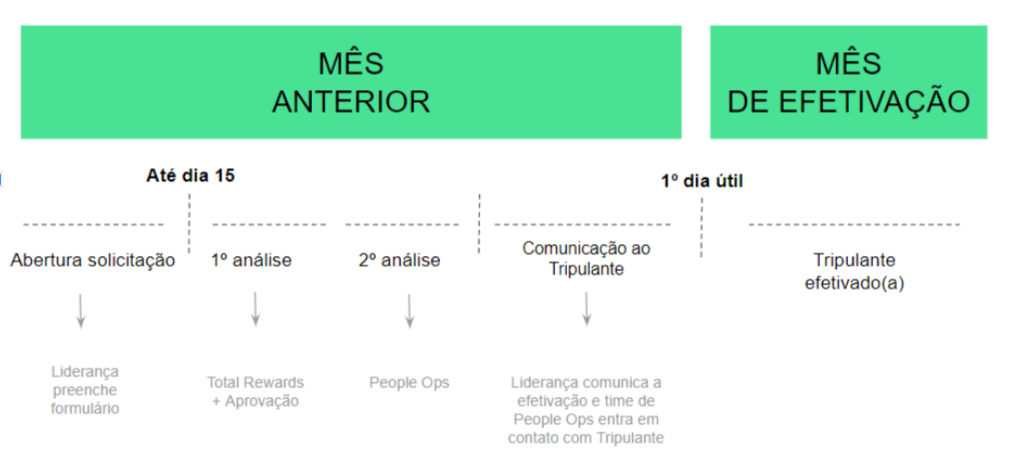 MÊS
ANTERIOR
MÊS
DE EFETIVAÇÃO
Até dia 15
1º dia útil
Abertura solicitação
1º análise
2º análise
Comunicação ao
Tripulante
Tripulante
efetivado(a)
Liderança
preenche
formulário
Total Rewards
+ Aprovação
People Ops
Liderança comunica a
efetivação e time de
People Ops entra em
contato com Tripulante